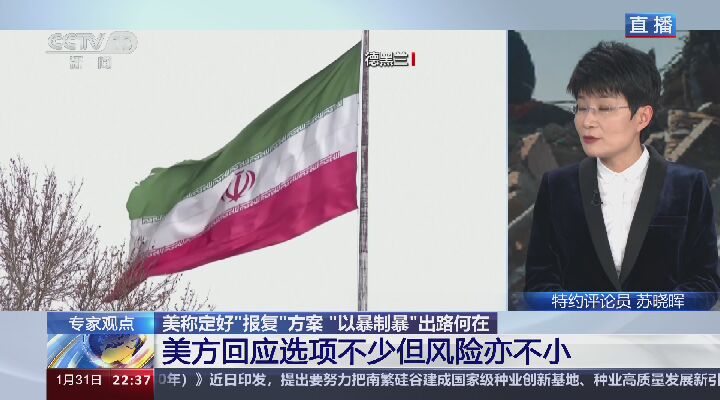 CCTV 13
新闻
直播
德黑兰
特约评论员 苏晓晖
专家观点
美称定好"报复"方案 "以暴制暴"出路何在
美方回应选项不少但风险亦不小
1月31日 22:37
0年）》近日印发，提出要努力把南繁硅谷建成国家级种业创新基地、种业高质量发展新引